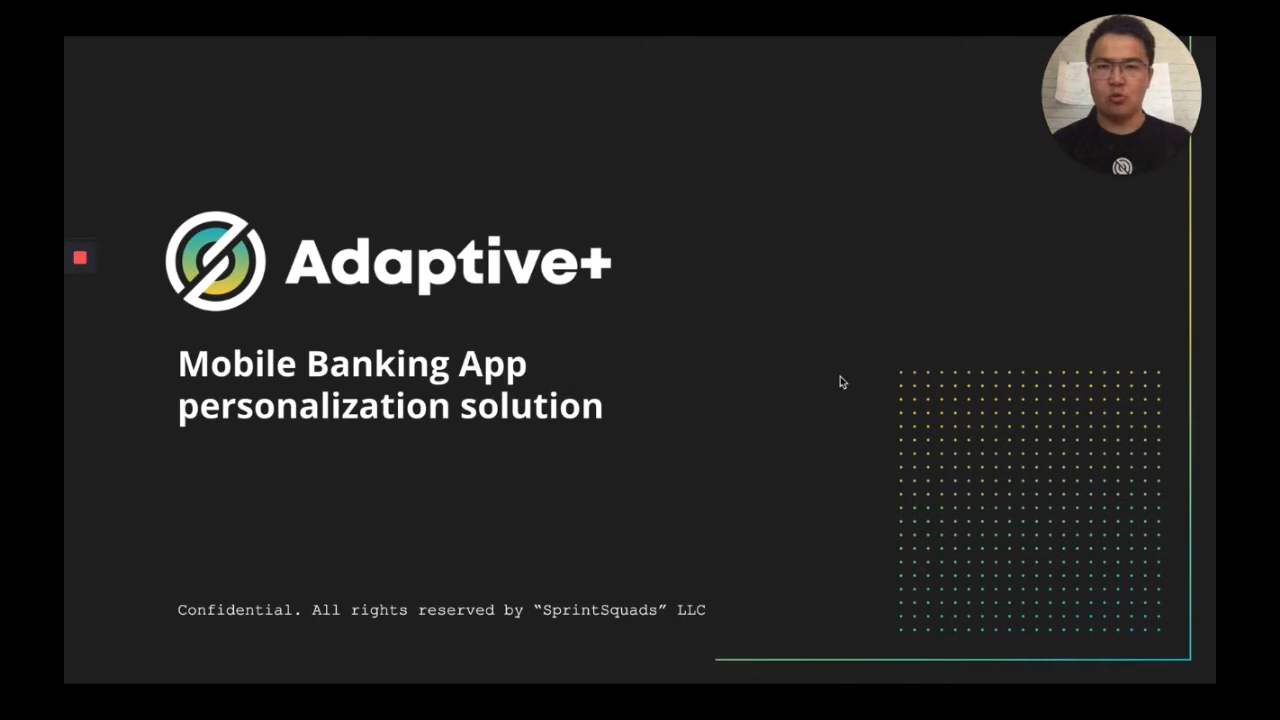 Adaptive+
Mobile Banking App
personalization solution
Confidential. All rights reserved by “SprintSquads” LLC